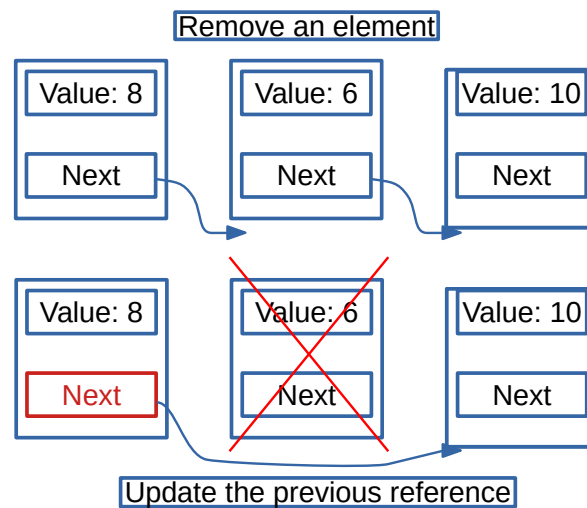 Remove an element
Value: 8
Value: 6
Value: 10
Next
Next
Next
Value: 8
Value: 6
Value: 10
Next
Next
Next
Update the previous reference